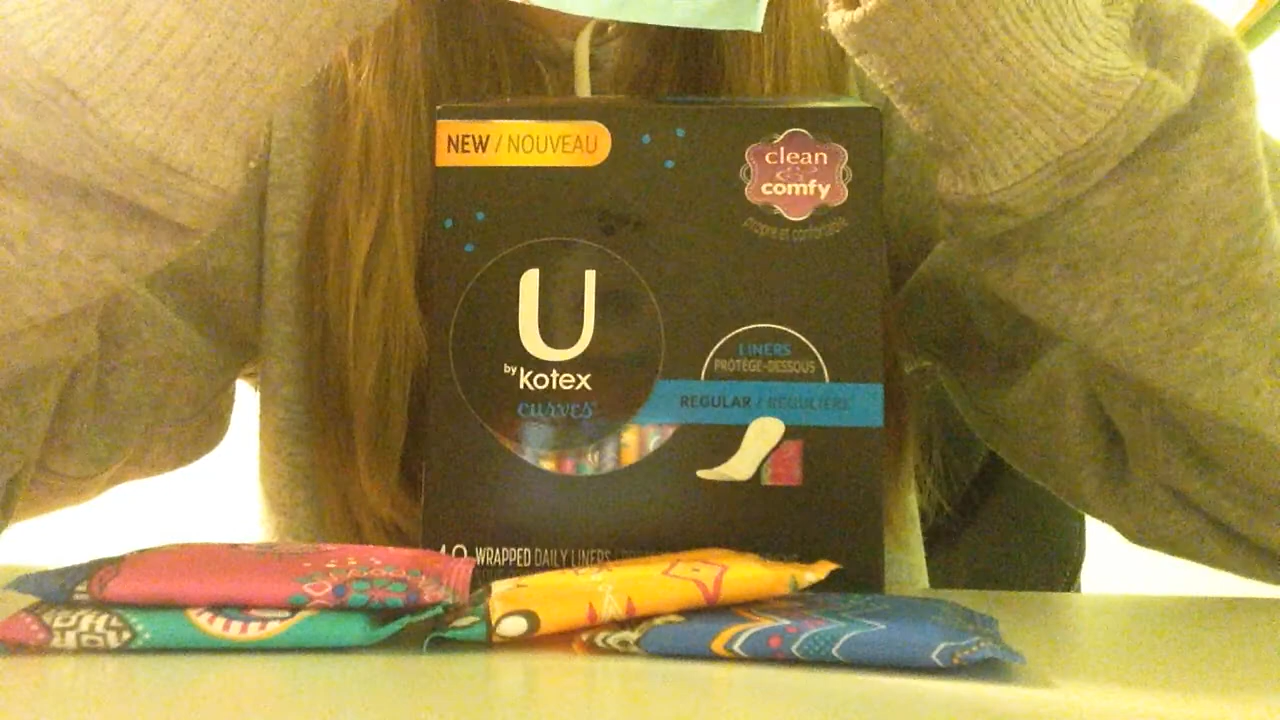 NEW / NOUVEAU
clean
&
comfy
propre et confortable
U
by Kotex
curves
LINERS
PROTÈGE-DESSOUS
REGULAR / RÉGULIERS
WRAPPED DAILY LINERS